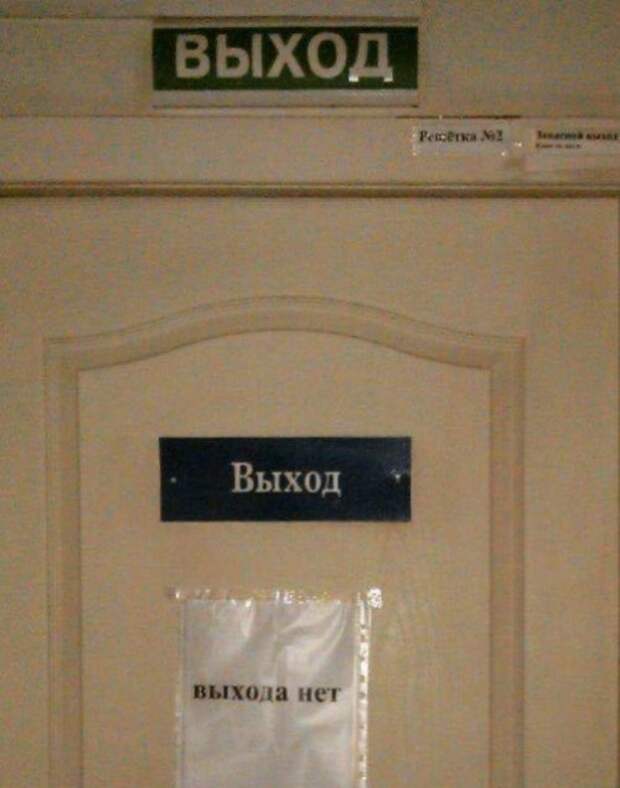 ВЫХОД
Решётка №2
Запасной выход
Выход
выхода нет